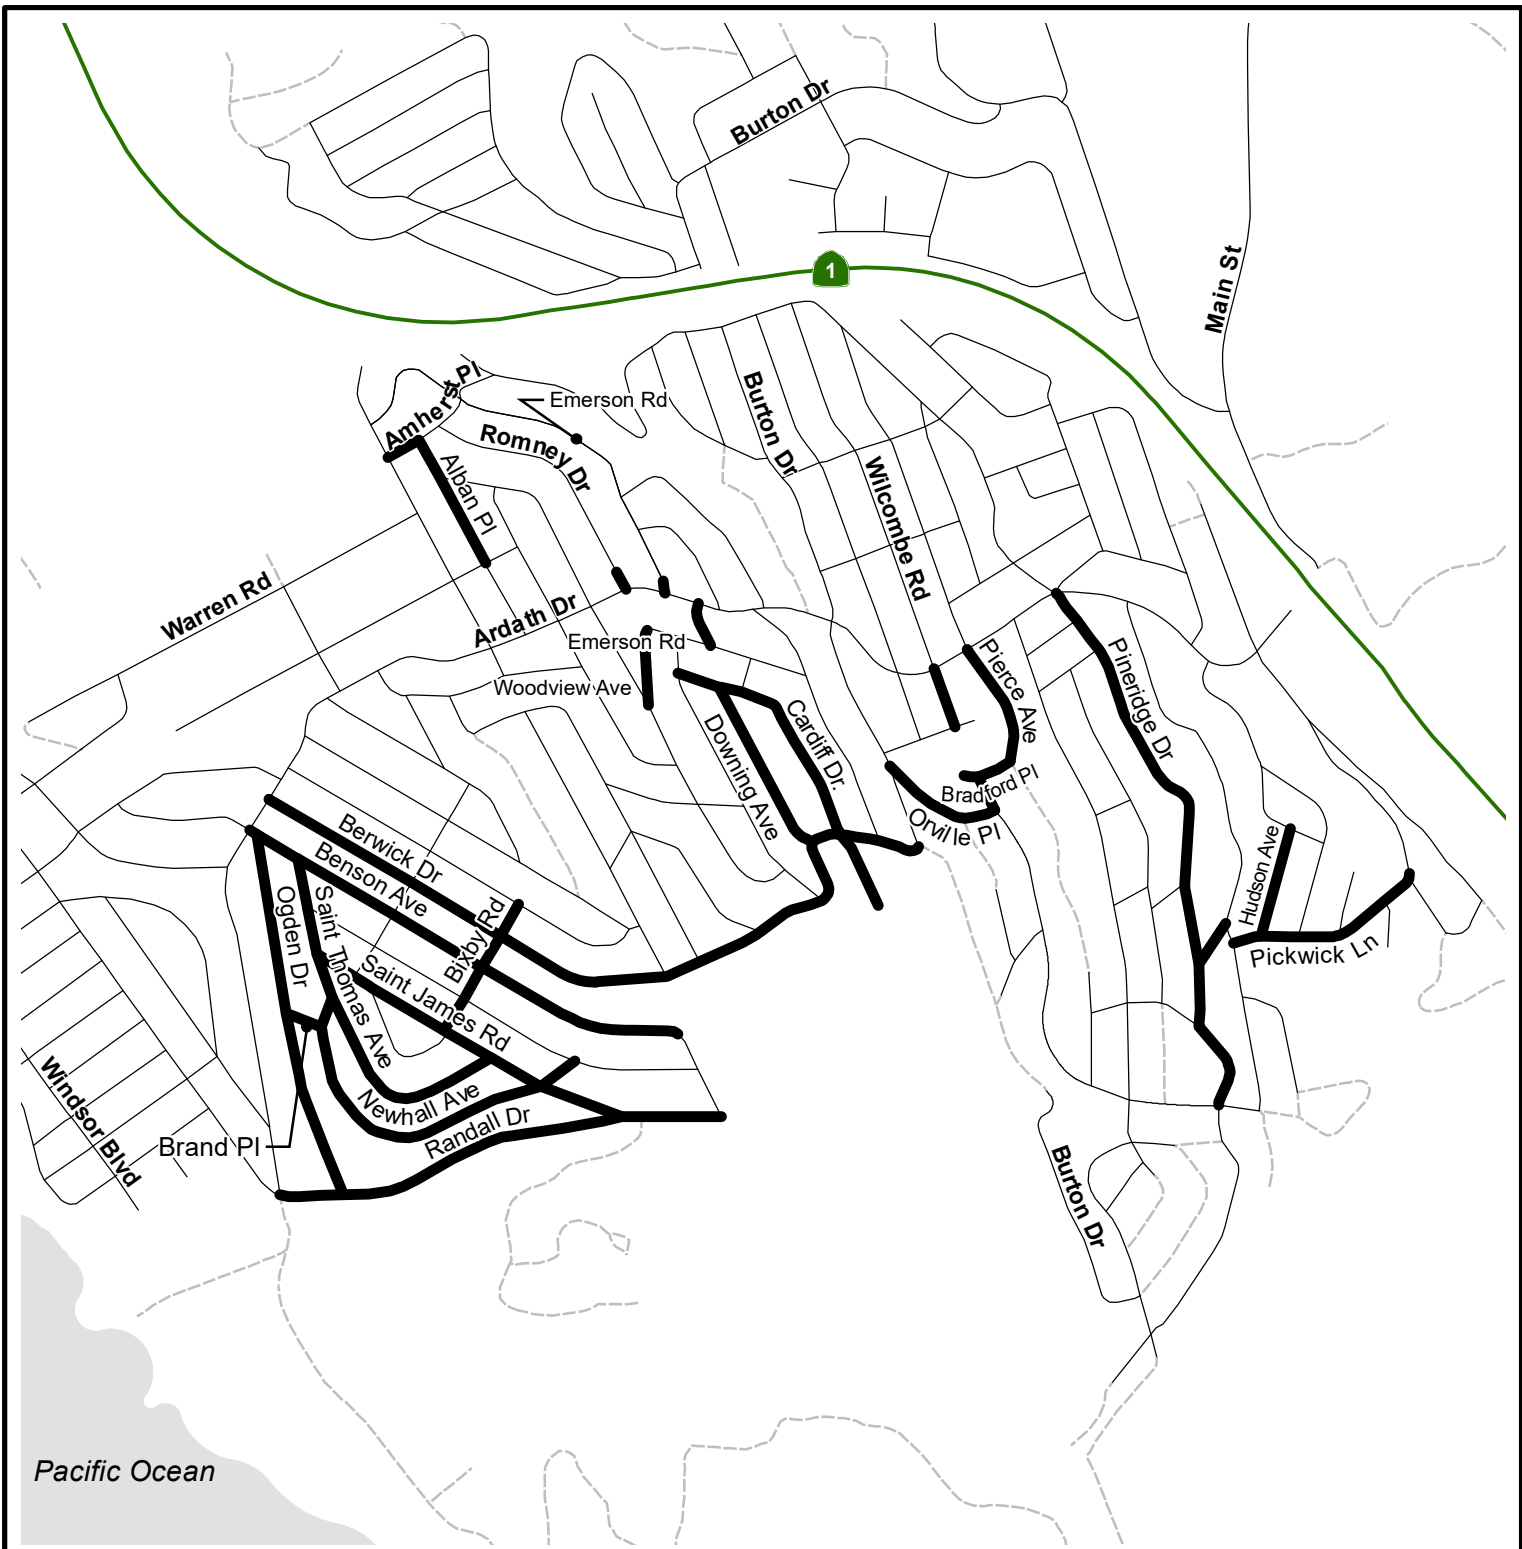 Burton Dr
Main St
1
Amherst Pl
Emerson Rd
Romney Dr
Burton Dr
Alban Pl
Wilcombe Rd
Warren Rd
Ardath Dr
Emerson Rd
Woodview Ave
Pierce Ave
Pineridge Dr
Cardiff Dr.
Downing Ave
Bradford Pl
Orville Pl
Berwick Dr
Benson Ave
Hudson Ave
Ogden Dr
Saint Thomas Ave
Bixby Rd
Pickwick Ln
Saint James Rd
Windsor Blvd
Newhall Ave
Randall Dr
Brand Pl
Burton Dr
Pacific Ocean